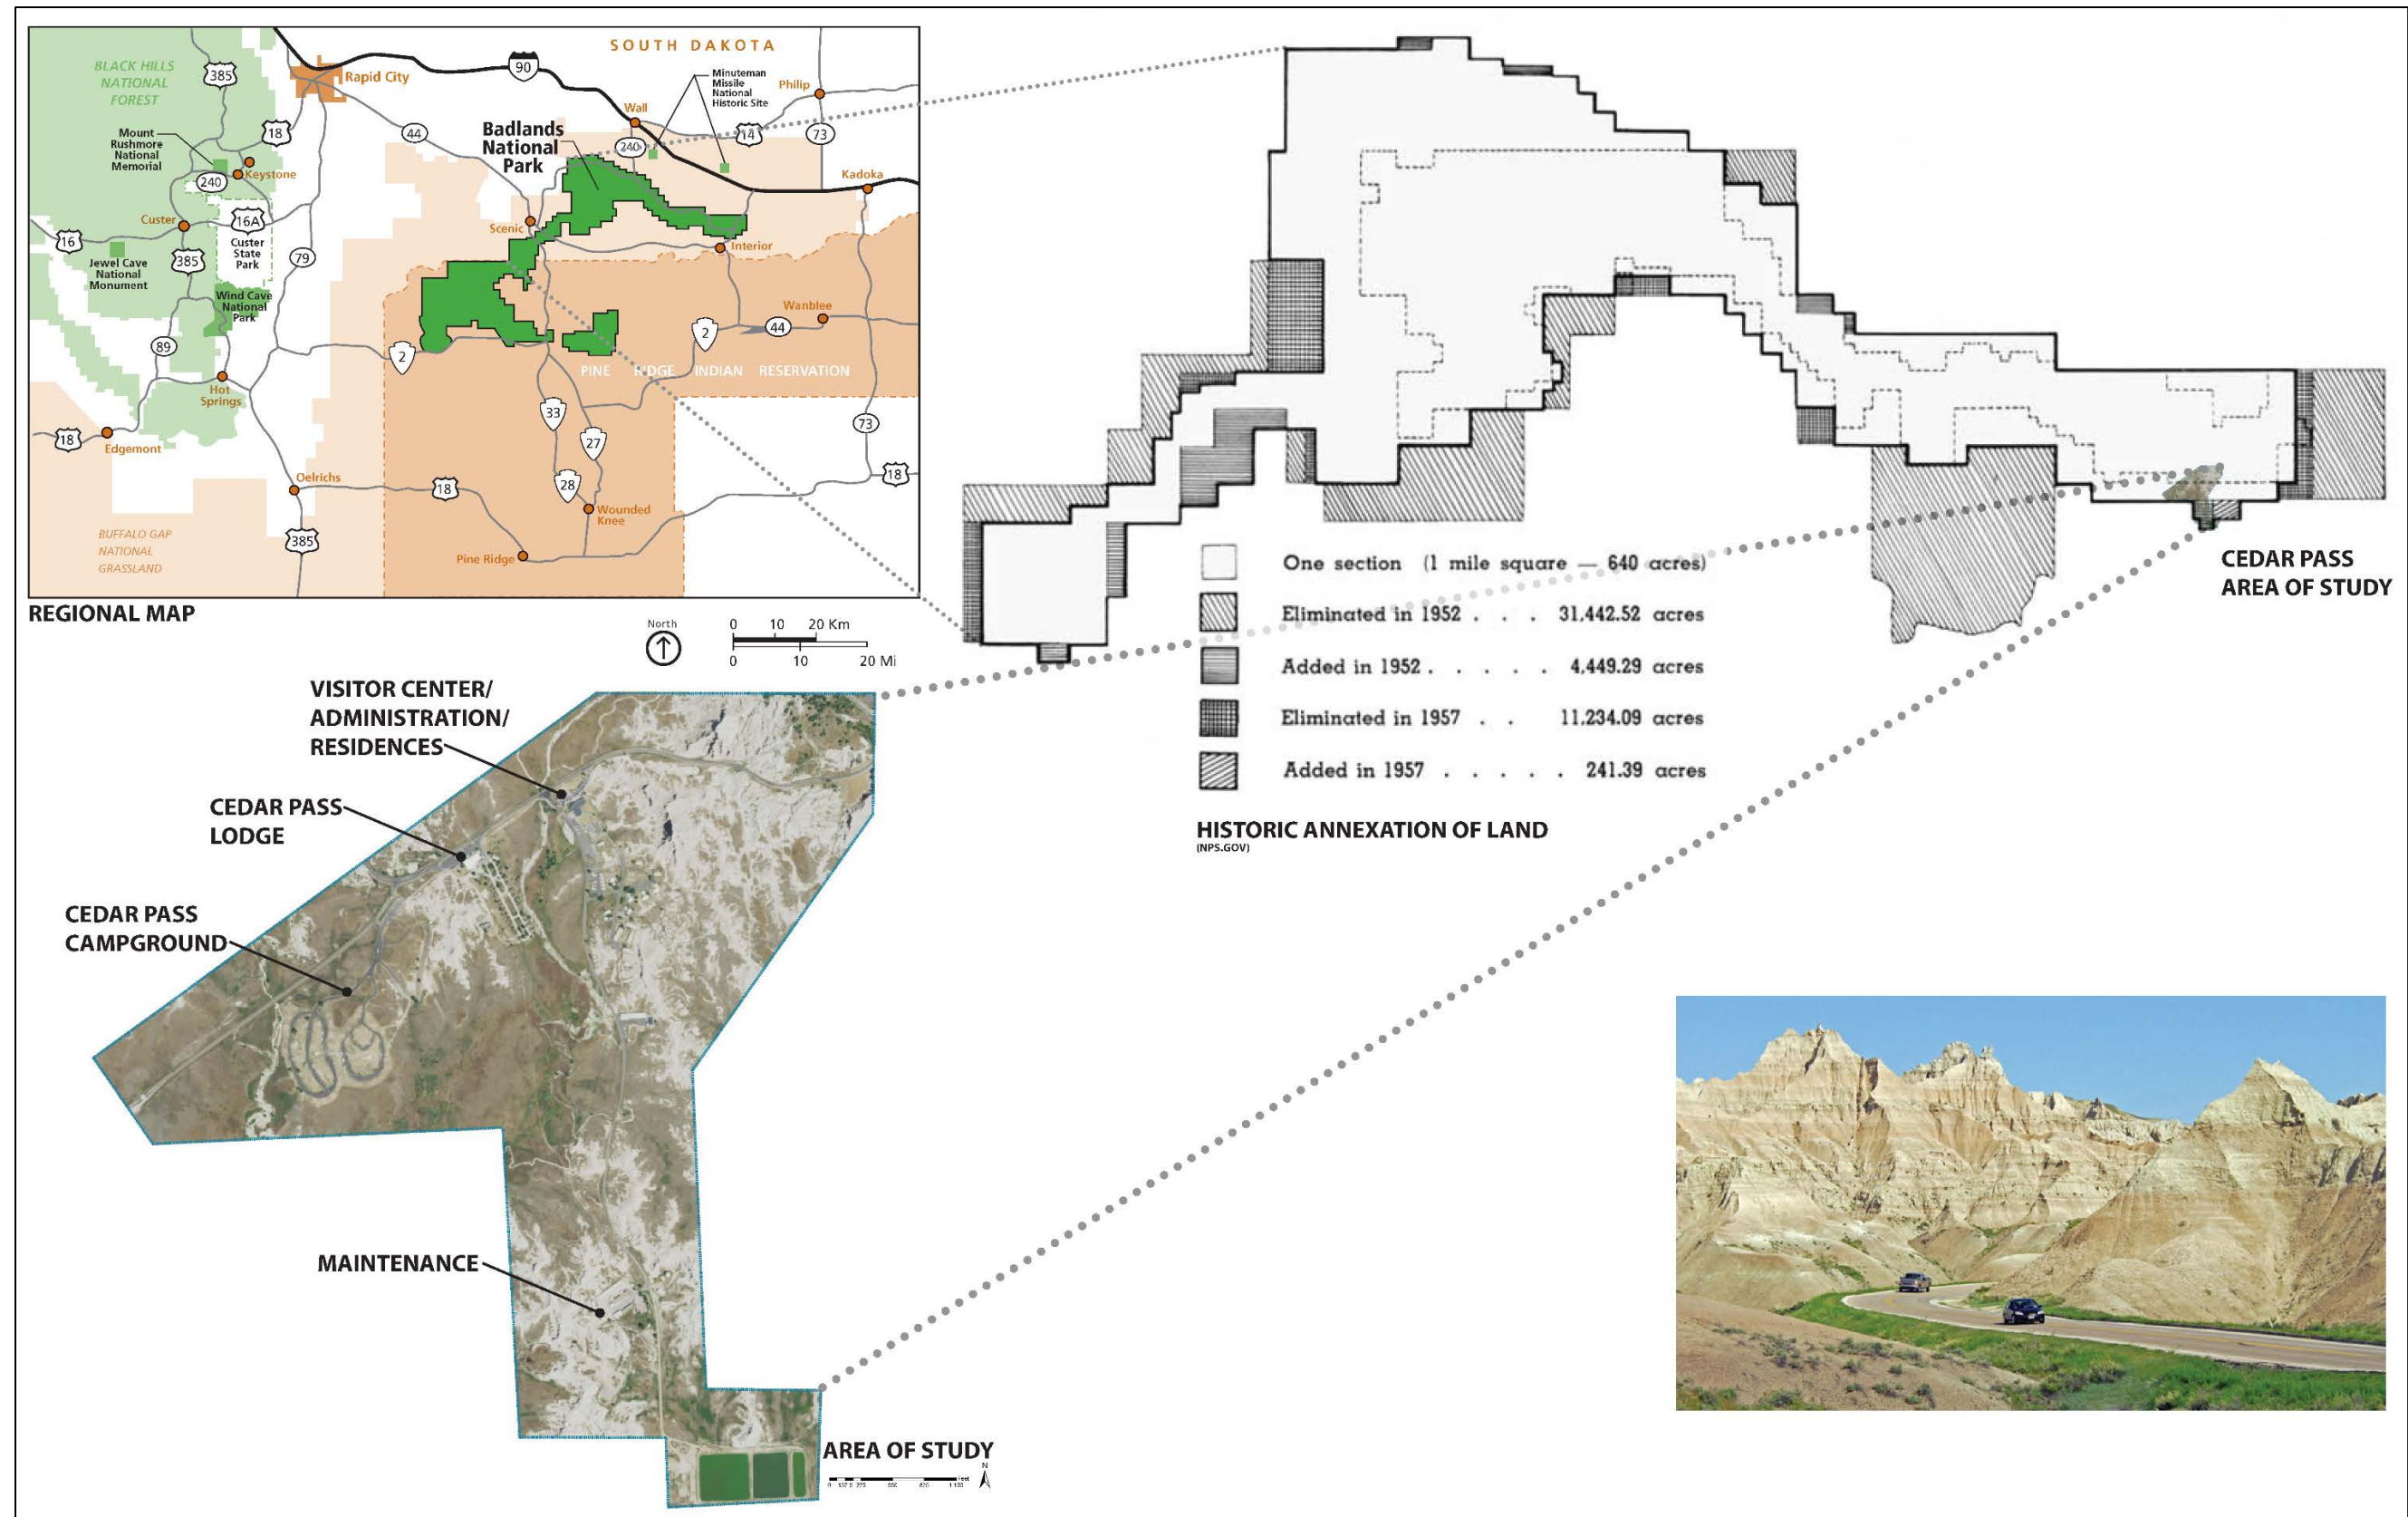 SOUTH DAKOTA
BLACK HILLS
NATIONAL
FOREST
385
Rapid City
90
Minuteman
Missile
National
Historic Site
Philip
Wall
Mount
Rushmore
National
Memorial
18
44
Badlands
National
Park
240
14
73
Keystone
240
Kadoka
Custer
16A
Scenic
16
Custer
State
Park
Interior
Jewel Cave
National
Monument
385
79
Wind Cave
National
Park
Wanblee
2
44
89
2
PINE RIDGE INDIAN RESERVATION
Hot
Springs
33
73
18
27
Edgemont
Oelrichs
18
28
18
Wounded
Knee
BUFFALO GAP
NATIONAL
GRASSLAND
385
Pine Ridge
REGIONAL MAP
North
0 10 20 Km
0 10 20 Mi
One section (1 mile square — 640 acres)
Eliminated in 1952 . . . 31,442.52 acres
Added in 1952 . . . . . 4,449.29 acres
Eliminated in 1957 . . 11,234.09 acres
Added in 1957 . . . . . 241.39 acres
HISTORIC ANNEXATION OF LAND
(NPS.GOV)
CEDAR PASS
AREA OF STUDY
VISITOR CENTER/
ADMINISTRATION/
RESIDENCES
CEDAR PASS
LODGE
CEDAR PASS
CAMPGROUND
MAINTENANCE
AREA OF STUDY
N
Feet